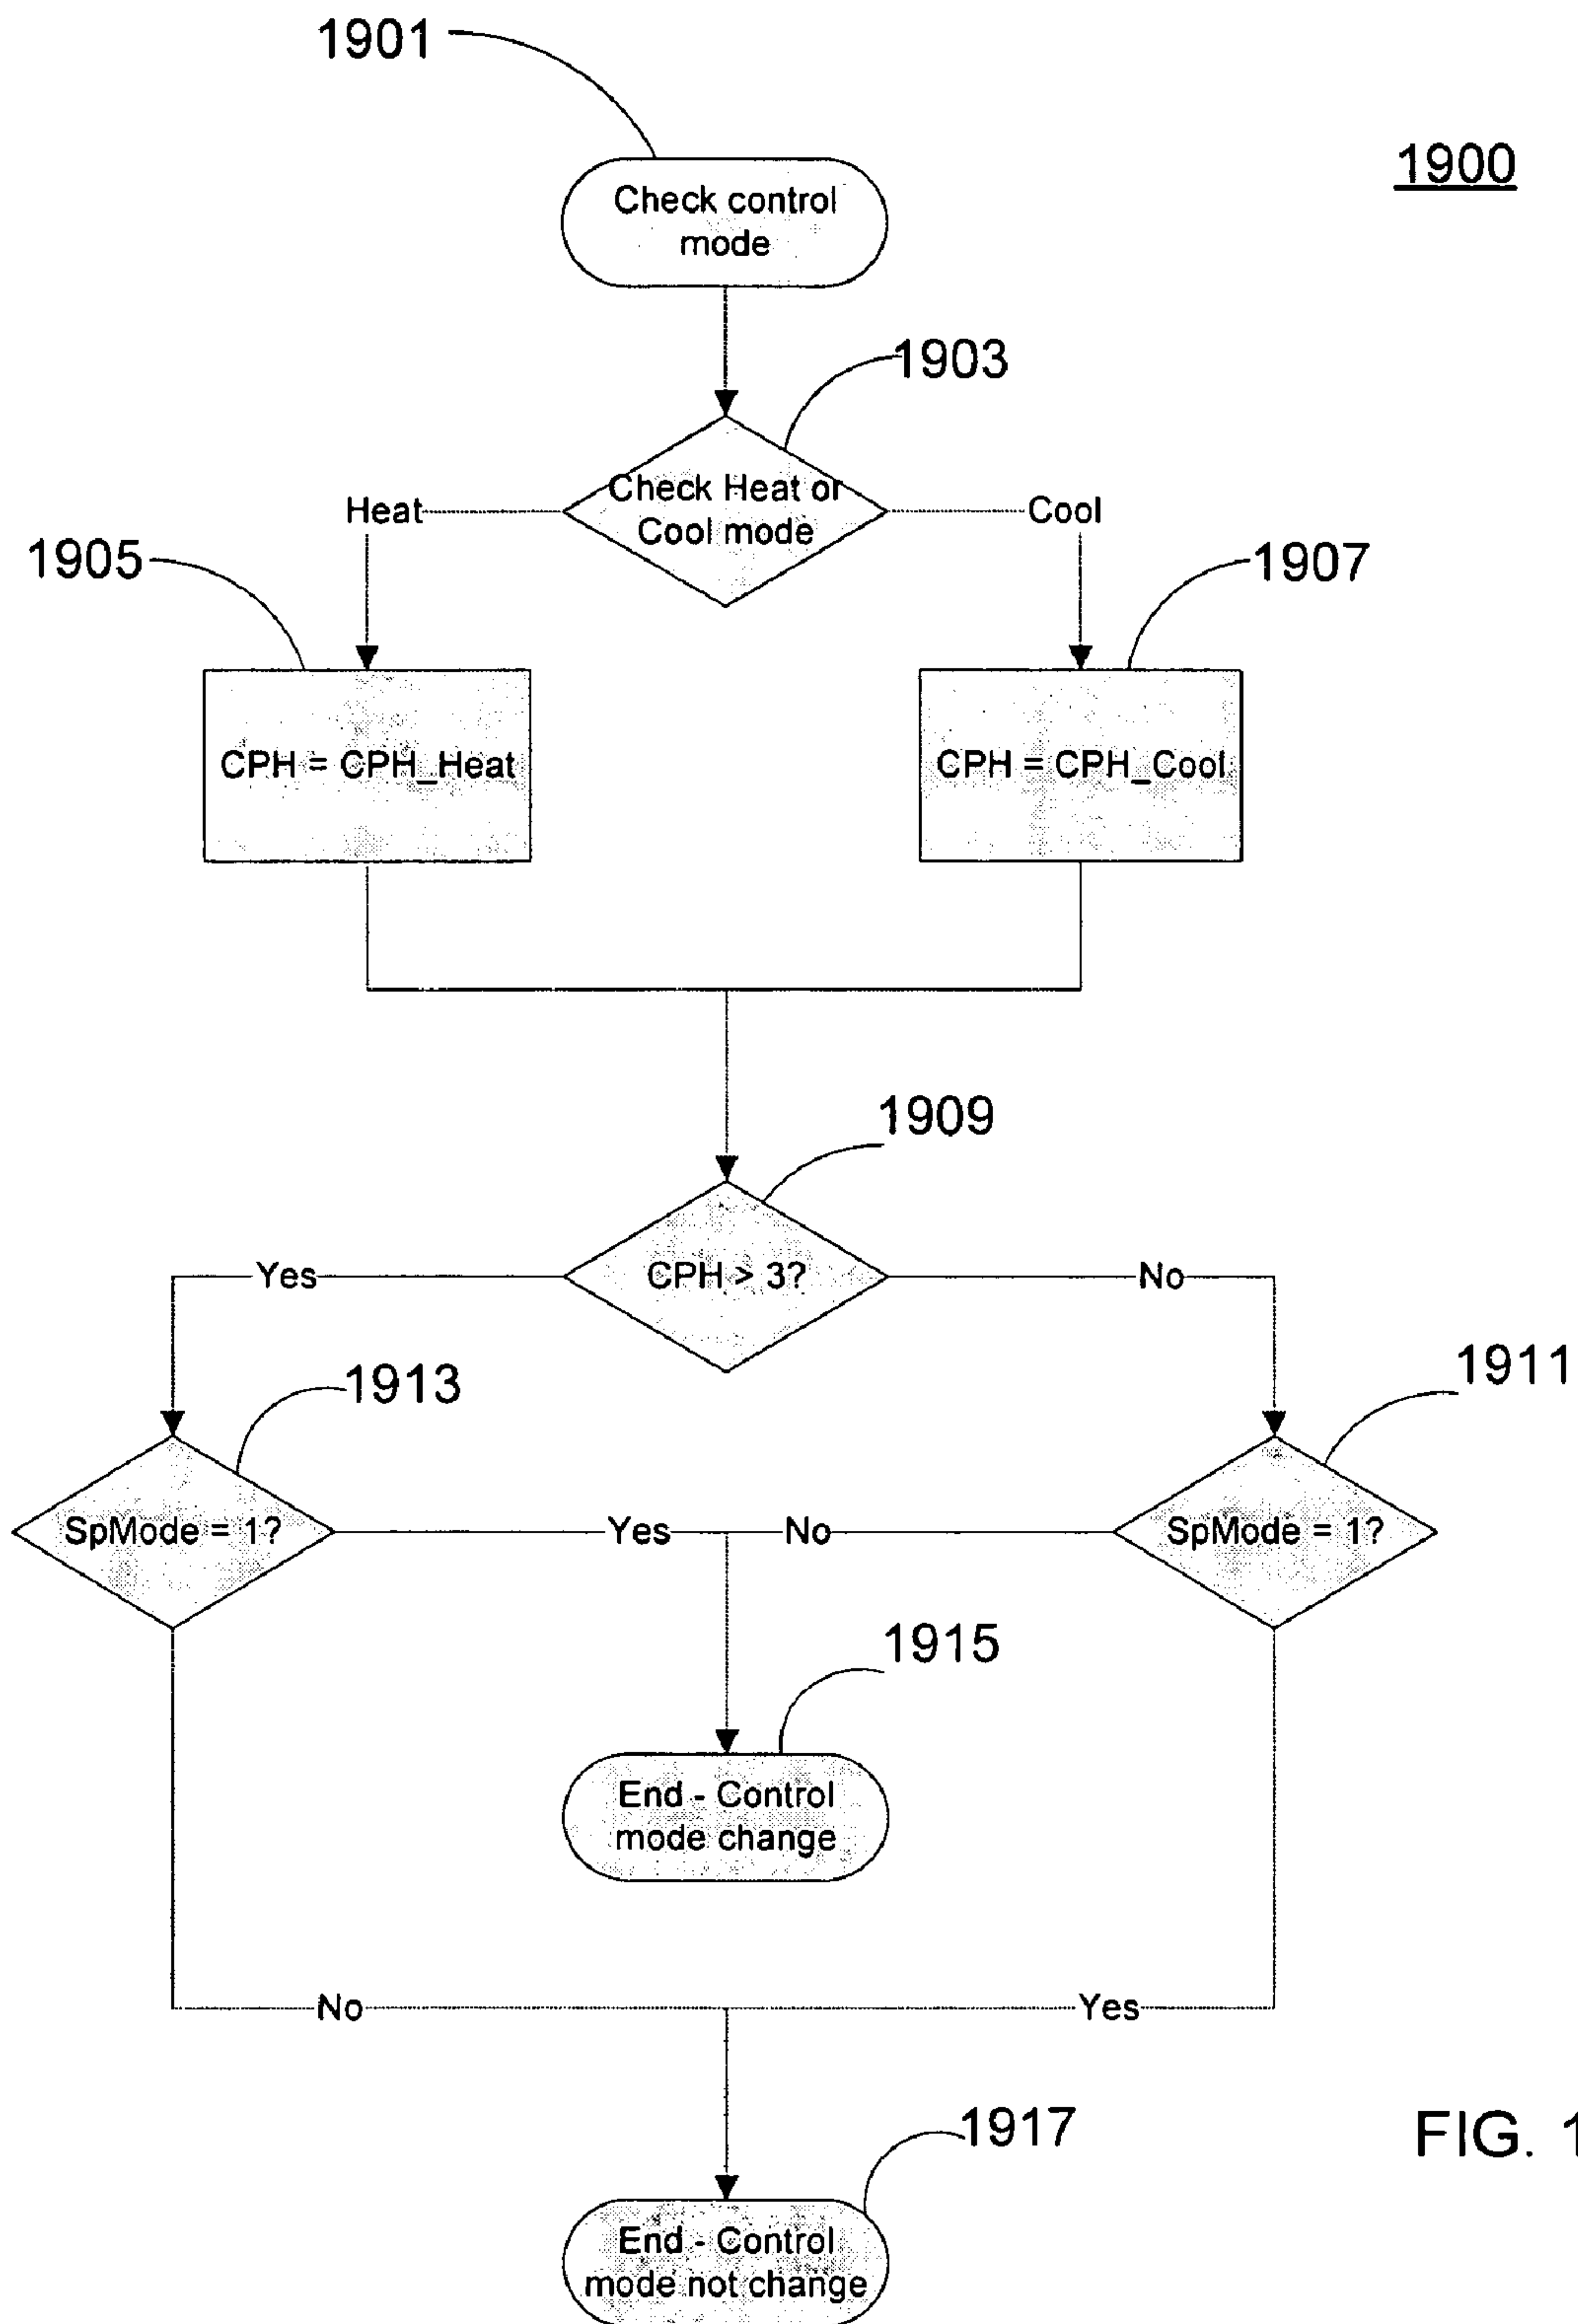 1901
1900
Check control
mode
1903
Check Heat or
Cool mode
Heat
Cool
1905
1907
CPH = CPH_Heat
CPH = CPH_Cool
1909
CPH > 3?
Yes
No
1913
1911
SpMode = 1?
Yes
No
SpMode = 1?
1915
End - Control
mode change
No
Yes
1917
FIG. 1
End - Control
mode not change